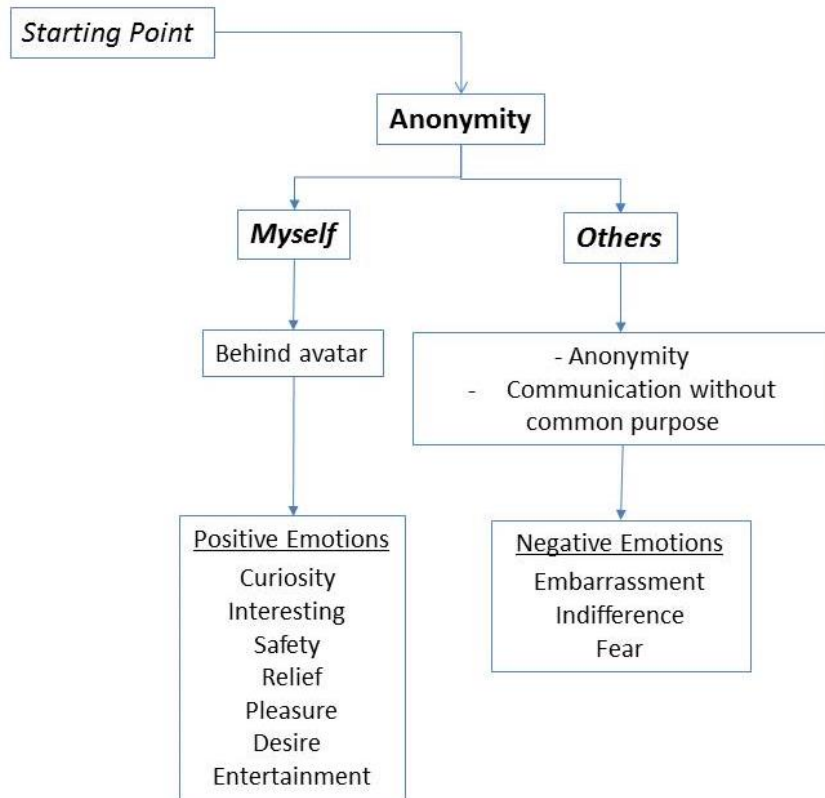 Starting Point
Anonymity
Myself
Others
Behind avatar
- Anonymity
- Communication without
common purpose
Positive Emotions
Curiosity
Interesting
Safety
Relief
Pleasure
Desire
Entertainment
Negative Emotions
Embarrassment
Indifference
Fear